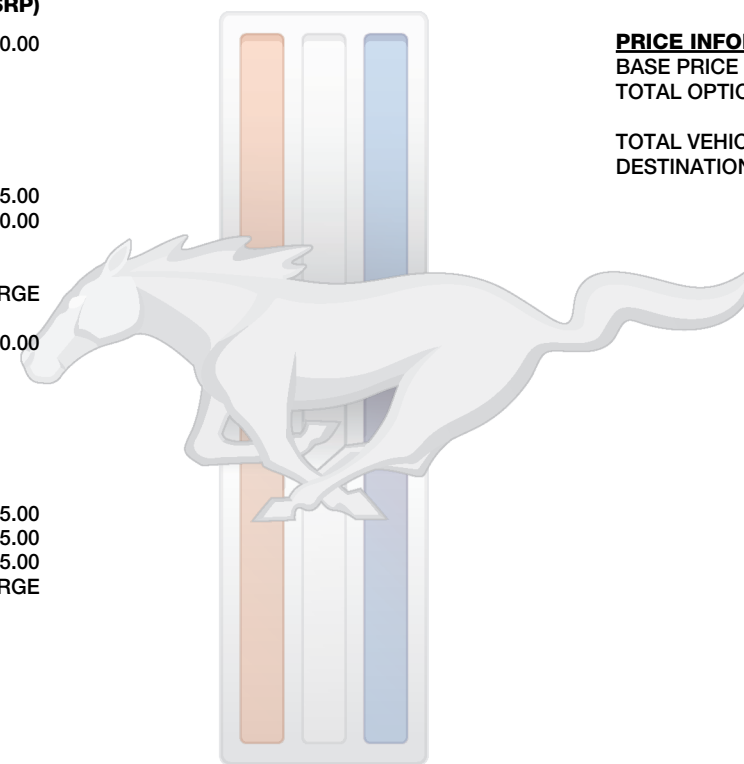 SRP)
0.00
5.00
0.00
RGE
0.00
5.00
5.00
5.00
RGE
PRICE INFO
BASE PRICE
TOTAL OPTIO
TOTAL VEHIC
DESTINATION